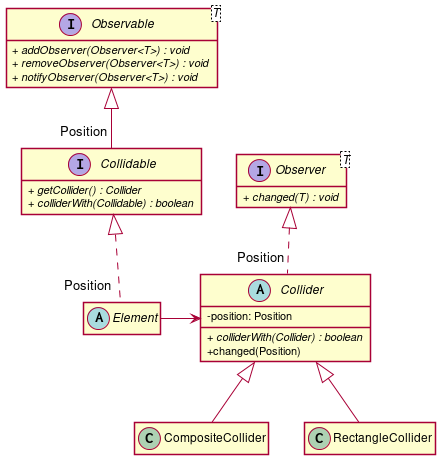 I Observable T
+ addObserver(Observer<T>) : void
+ removeObserver(Observer<T>) : void
+ notifyObserver(Observer<T>) : void
Position
I Collidable
+ getCollider() : Collider
+ colliderWith(Collidable) : boolean
I Observer T
+ changed(T) : void
Position
Position
A Element
A Collider
-position: Position
+ colliderWith(Collider) : boolean
+changed(Position)
C CompositeCollider
C RectangleCollider